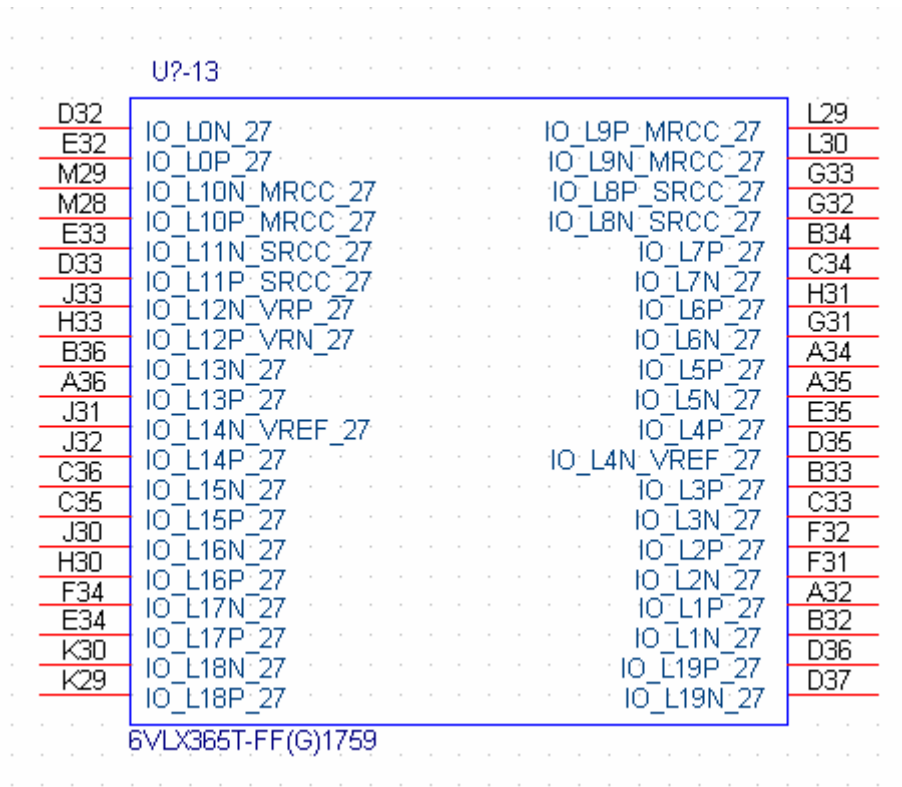 U?-13
D32 IO_L0N_27 IO_L9P_MRCC_27 L29
E32 IO_L0P_27 IO_L9N_MRCC_27 L30
M29 IO_L10N_MRCC_27 IO_L8P_SRCC_27 G33
M28 IO_L10P_MRCC_27 IO_L8N_SRCC_27 G32
E33 IO_L11N_SRCC_27 IO_L7P_27 B34
D33 IO_L11P_SRCC_27 IO_L7N_27 C34
J33 IO_L12N_VRP_27 IO_L6P_27 H31
H33 IO_L12P_VRN_27 IO_L6N_27 G31
B36 IO_L13N_27 IO_L5P_27 A34
A36 IO_L13P_27 IO_L5N_27 A35
J31 IO_L14N_VREF_27 IO_L4P_27 E35
J32 IO_L14P_27 IO_L4N_VREF_27 D35
C36 IO_L15N_27 IO_L3P_27 B33
C35 IO_L15P_27 IO_L3N_27 C33
J30 IO_L16N_27 IO_L2P_27 F32
H30 IO_L16P_27 IO_L2N_27 F31
F34 IO_L17N_27 IO_L1P_27 A32
E34 IO_L17P_27 IO_L1N_27 B32
K30 IO_L18N_27 IO_L19P_27 D36
K29 IO_L18P_27 IO_L19N_27 D37
6VLX365T-FF(G)1759